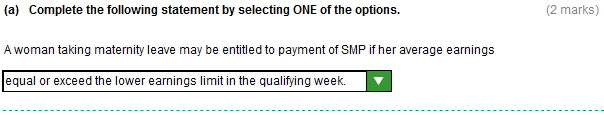 (a) Complete the following statement by selecting ONE of the options. (2 marks)
A woman taking maternity leave may be entitled to payment of SMP if her average earnings
equal or exceed the lower earnings limit in the qualifying week.